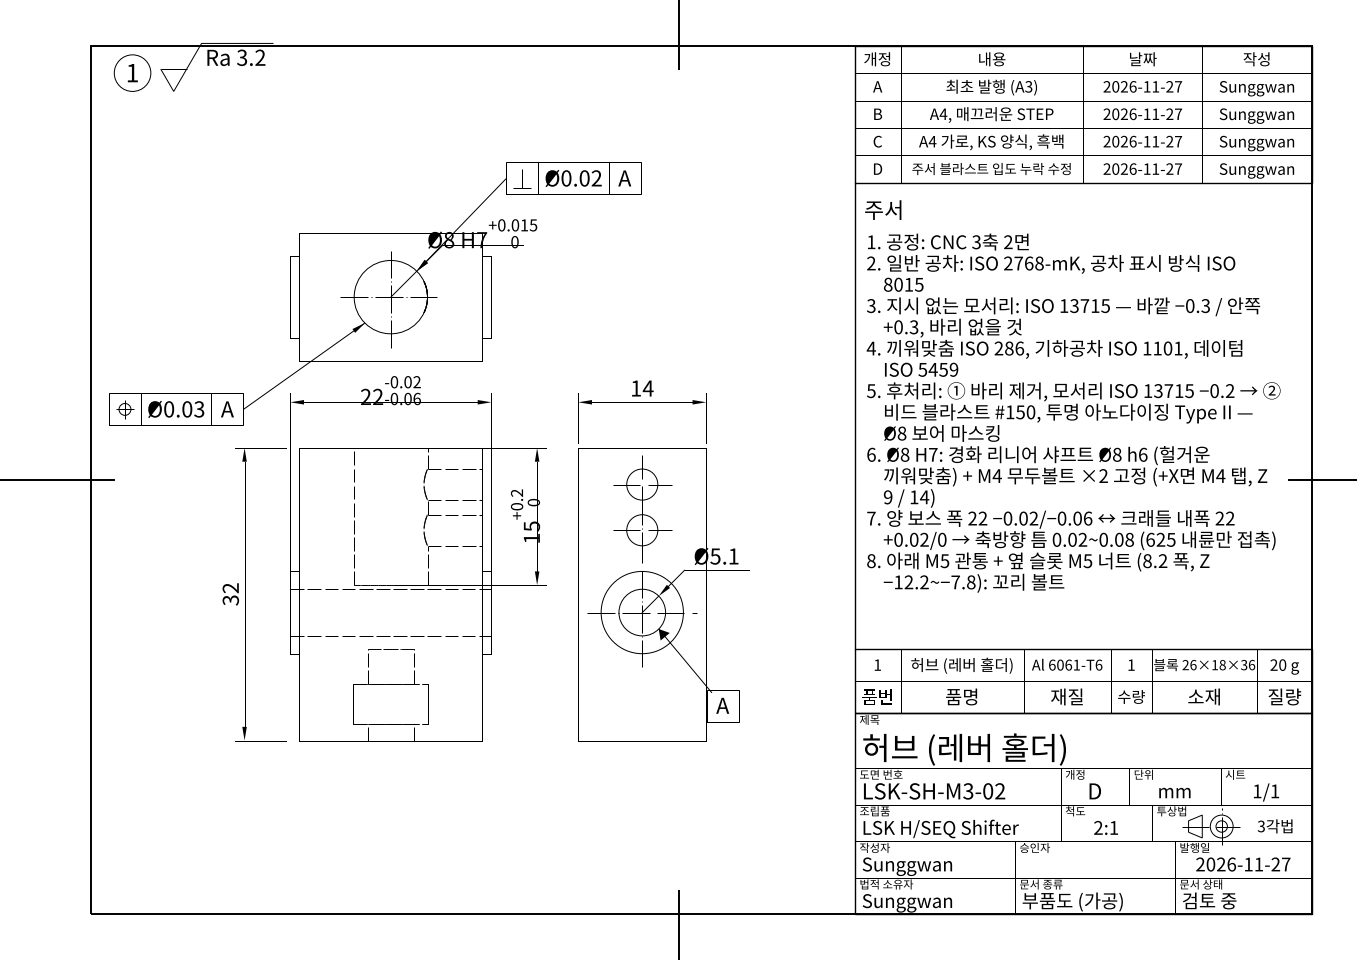 1
Ra 3.2
⊥ Ø0.02 A
Ø8 H7 +0.015 0
⌖ Ø0.03 A
22 -0.02 -0.06
14
15 +0.2 0
32
Ø5.1
A
개정 내용 날짜 작성
A 최초 발행 (A3) 2026-11-27 Sunggwan
B A4, 매끄러운 STEP 2026-11-27 Sunggwan
C A4 가로, KS 양식, 흑백 2026-11-27 Sunggwan
D 주서 블라스트 입도 누락 수정 2026-11-27 Sunggwan
주서
1. 공정: CNC 3축 2면
2. 일반 공차: ISO 2768-mK, 공차 표시 방식 ISO
8015
3. 지시 없는 모서리: ISO 13715 — 바깥 −0.3 / 안쪽
+0.3, 바리 없을 것
4. 끼워맞춤 ISO 286, 기하공차 ISO 1101, 데이텀
ISO 5459
5. 후처리: ① 바리 제거, 모서리 ISO 13715 −0.2 → ②
비드 블라스트 #150, 투명 아노다이징 Type II —
Ø8 보어 마스킹
6. Ø8 H7: 경화 리니어 샤프트 Ø8 h6 (헐거운
끼워맞춤) + M4 무두볼트 ×2 고정 (+X면 M4 탭, Z
9 / 14)
7. 양 보스 폭 22 −0.02/−0.06 ↔ 크래들 내폭 22
+0.02/0 → 축방향 틈 0.02~0.08 (625 내륜만 접촉)
8. 아래 M5 관통 + 옆 슬롯 M5 너트 (8.2 폭, Z
−12.2~−7.8): 꼬리 볼트
1 허브 (레버 홀더) Al 6061-T6 1 블록 26×18×36 20 g
품번 품명 재질 수량 소재 질량
제목
허브 (레버 홀더)
도면 번호 개정 단위 시트
LSK-SH-M3-02 D mm 1/1
조립품 척도 투상법
LSK H/SEQ Shifter 2:1 3각법
작성자 승인자 발행일
Sunggwan 2026-11-27
법적 소유자 문서 종류 문서 상태
Sunggwan 부품도 (가공) 검토 중